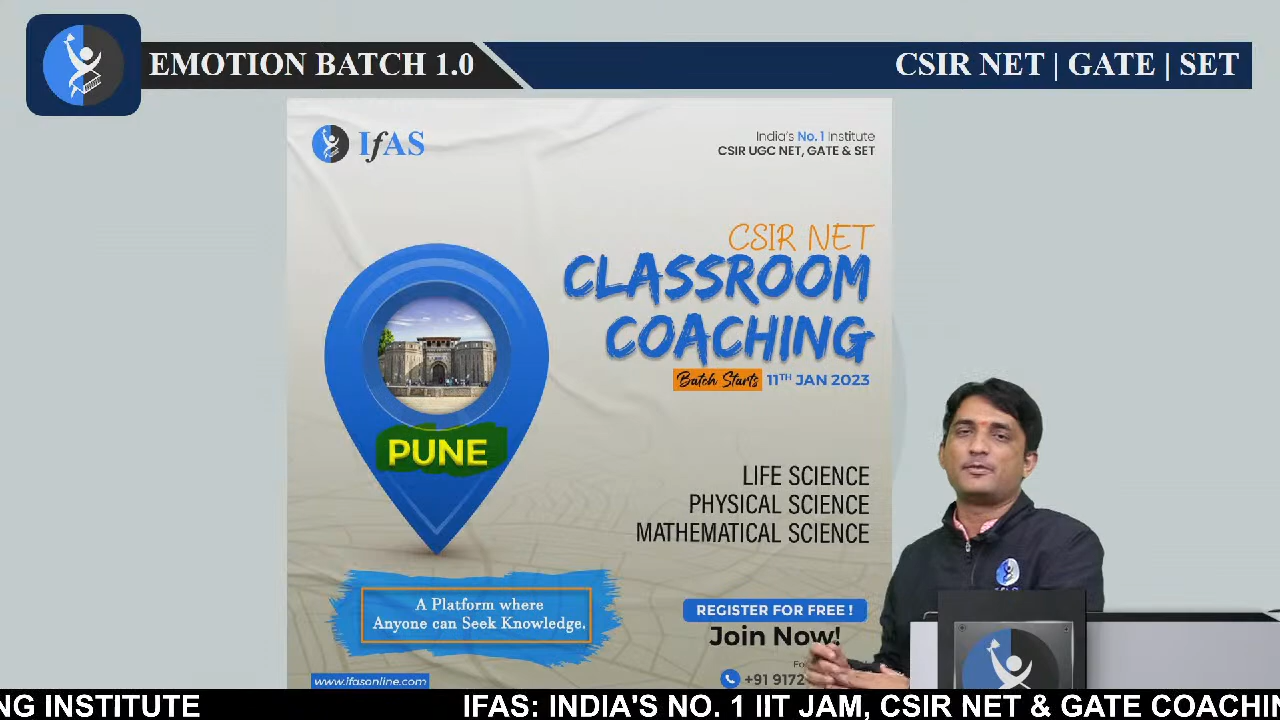 EMOTION BATCH 1.0
CSIR NET | GATE | SET
IfAS
India's No. 1 Institute
CSIR UGC NET, GATE & SET
CSIR NET
CLASSROOM
COACHING
Batch Starts 11TH JAN 2023
PUNE
LIFE SCIENCE
PHYSICAL SCIENCE
MATHEMATICAL SCIENCE
A Platform where
Anyone can Seek Knowledge.
REGISTER FOR FREE !
Join Now!
+91 9172
www.ifasonline.com
NG INSTITUTE IFAS: INDIA'S NO. 1 IIT JAM, CSIR NET & GATE COACHIN